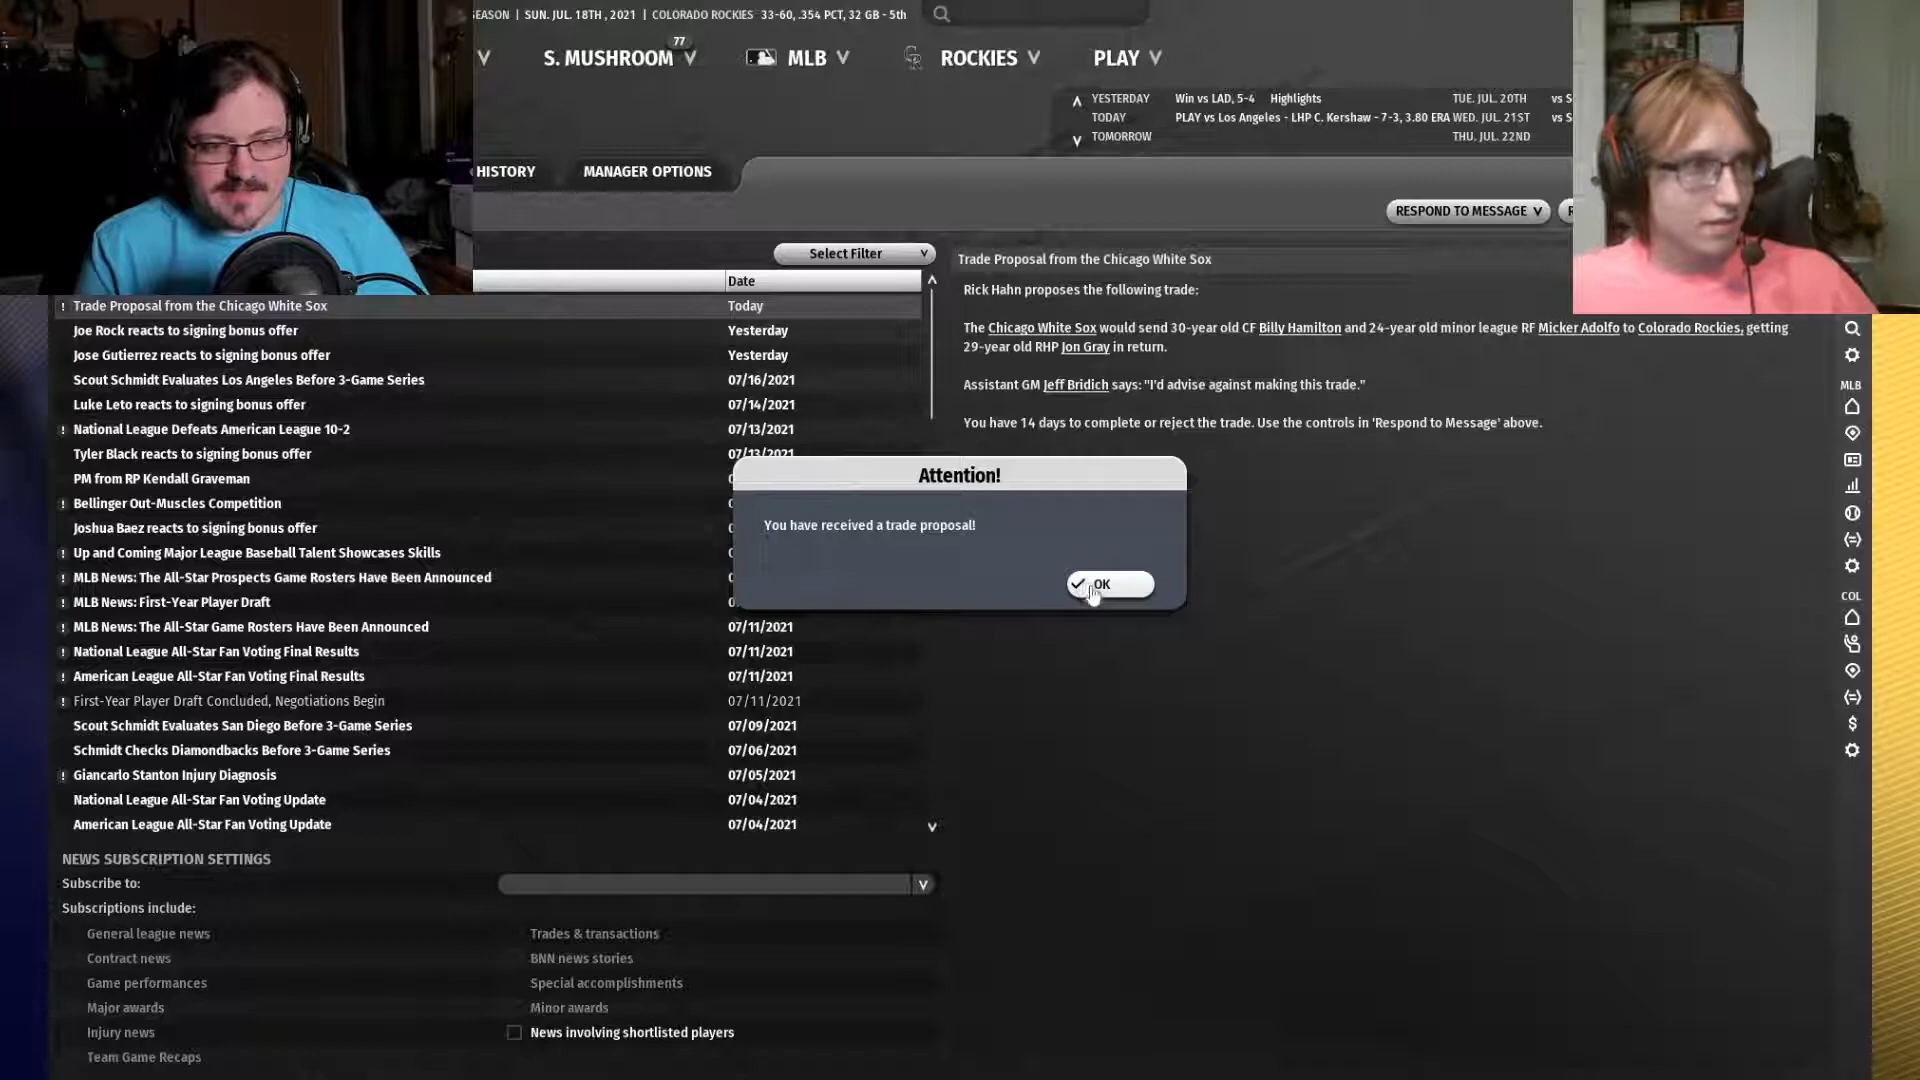 SEASON | SUN. JUL. 18TH , 2021 | COLORADO ROCKIES 33-60, .354 PCT, 32 GB - 5th
S. MUSHROOM 77 MLB ROCKIES PLAY
YESTERDAY Win vs LAD, 5-4 Highlights TUE. JUL. 20TH vs S
TODAY PLAY vs Los Angeles - LHP C. Kershaw - 7-3, 3.80 ERA WED. JUL. 21ST vs S
TOMORROW THU. JUL. 22ND
HISTORY MANAGER OPTIONS
RESPOND TO MESSAGE
Select Filter
Date
Trade Proposal from the Chicago White Sox
Rick Hahn proposes the following trade:
The Chicago White Sox would send 30-year old CF Billy Hamilton and 24-year old minor league RF Micker Adolfo to Colorado Rockies, getting
29-year old RHP Jon Gray in return.
Assistant GM Jeff Bridich says: "I'd advise against making this trade."
You have 14 days to complete or reject the trade. Use the controls in 'Respond to Message' above.
! Trade Proposal from the Chicago White Sox Today
Joe Rock reacts to signing bonus offer Yesterday
Jose Gutierrez reacts to signing bonus offer Yesterday
Scout Schmidt Evaluates Los Angeles Before 3-Game Series 07/16/2021
Luke Leto reacts to signing bonus offer 07/14/2021
! National League Defeats American League 10-2 07/13/2021
Tyler Black reacts to signing bonus offer 07/13/2021
PM from RP Kendall Graveman
! Bellinger Out-Muscles Competition
Joshua Baez reacts to signing bonus offer
! Up and Coming Major League Baseball Talent Showcases Skills
! MLB News: The All-Star Prospects Game Rosters Have Been Announced
! MLB News: First-Year Player Draft
! MLB News: The All-Star Game Rosters Have Been Announced 07/11/2021
! National League All-Star Fan Voting Final Results 07/11/2021
! American League All-Star Fan Voting Final Results 07/11/2021
! First-Year Player Draft Concluded, Negotiations Begin 07/11/2021
Scout Schmidt Evaluates San Diego Before 3-Game Series 07/09/2021
Schmidt Checks Diamondbacks Before 3-Game Series 07/06/2021
! Giancarlo Stanton Injury Diagnosis 07/05/2021
National League All-Star Fan Voting Update 07/04/2021
American League All-Star Fan Voting Update 07/04/2021
Attention!
You have received a trade proposal!
OK
MLB
COL
$
NEWS SUBSCRIPTION SETTINGS
Subscribe to:
Subscriptions include:
General league news Trades & transactions
Contract news BNN news stories
Game performances Special accomplishments
Major awards Minor awards
Injury news News involving shortlisted players
Team Game Recaps